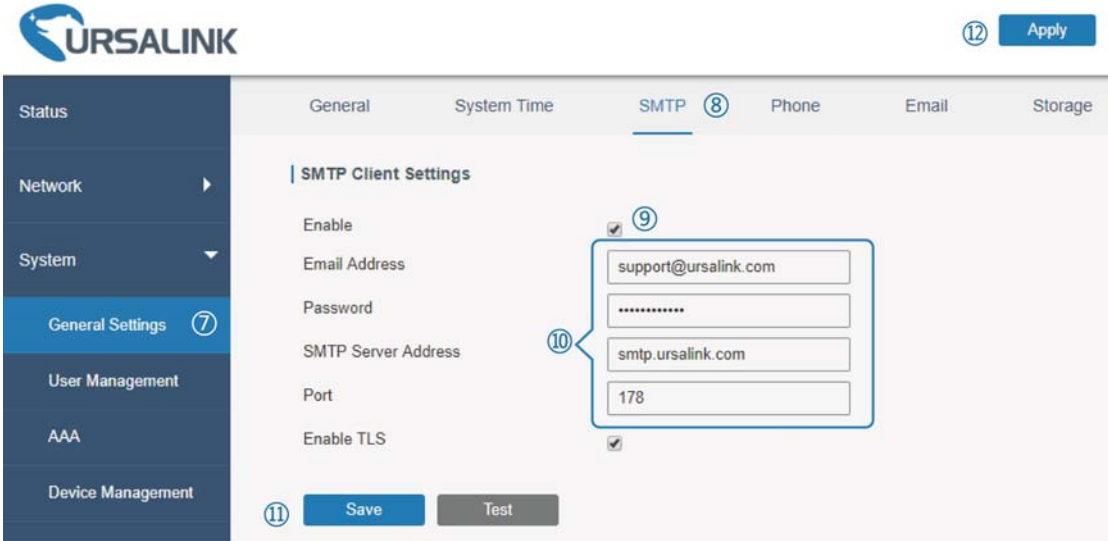 URSALINK
⑫ Apply
Status
General System Time SMTP ⑧ Phone Email Storage
SMTP Client Settings
Network
Enable ⑨
System
Email Address support@ursalink.com
Password ••••••••••••
General Settings ⑦
⑩
SMTP Server Address smtp.ursalink.com
User Management
Port 178
AAA
Enable TLS
Device Management
⑪ Save Test